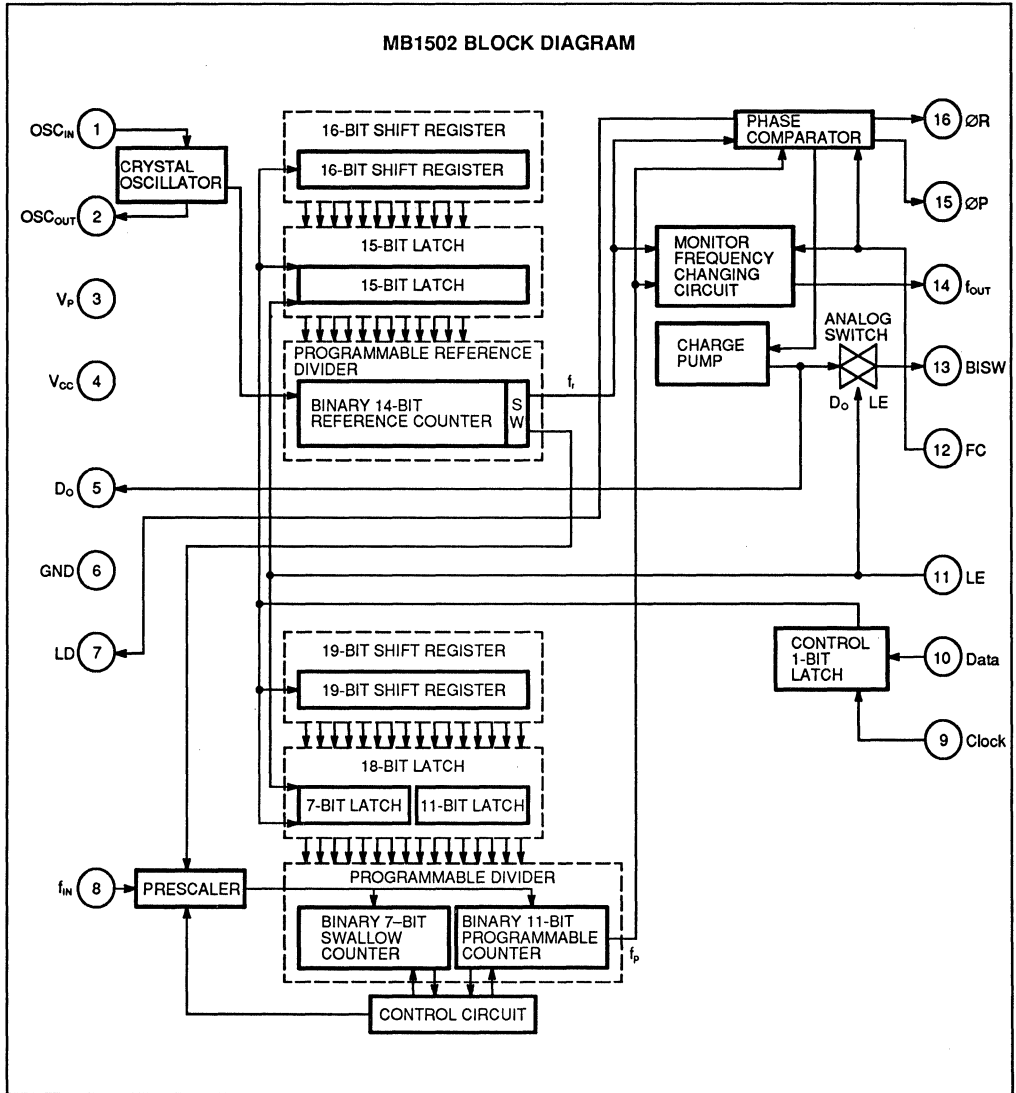 MB1502 BLOCK DIAGRAM
OSCIN 1
CRYSTAL
OSCILLATOR
OSCOUT 2
VP 3
VCC 4
DO 5
GND 6
LD 7
fIN 8
PRESCALER
16-BIT SHIFT REGISTER
16-BIT SHIFT REGISTER
15-BIT LATCH
15-BIT LATCH
PROGRAMMABLE REFERENCE
DIVIDER
BINARY 14-BIT
REFERENCE COUNTER
S
W
fr
19-BIT SHIFT REGISTER
19-BIT SHIFT REGISTER
18-BIT LATCH
7-BIT LATCH
11-BIT LATCH
PROGRAMMABLE DIVIDER
BINARY 7–BIT
SWALLOW
COUNTER
BINARY 11-BIT
PROGRAMMABLE
COUNTER
fp
CONTROL CIRCUIT
PHASE
COMPARATOR
MONITOR
FREQUENCY
CHANGING
CIRCUIT
CHARGE
PUMP
ANALOG
SWITCH
DO LE
CONTROL
1-BIT
LATCH
16 ØR
15 ØP
14 fOUT
13 BISW
12 FC
11 LE
10 Data
9 Clock